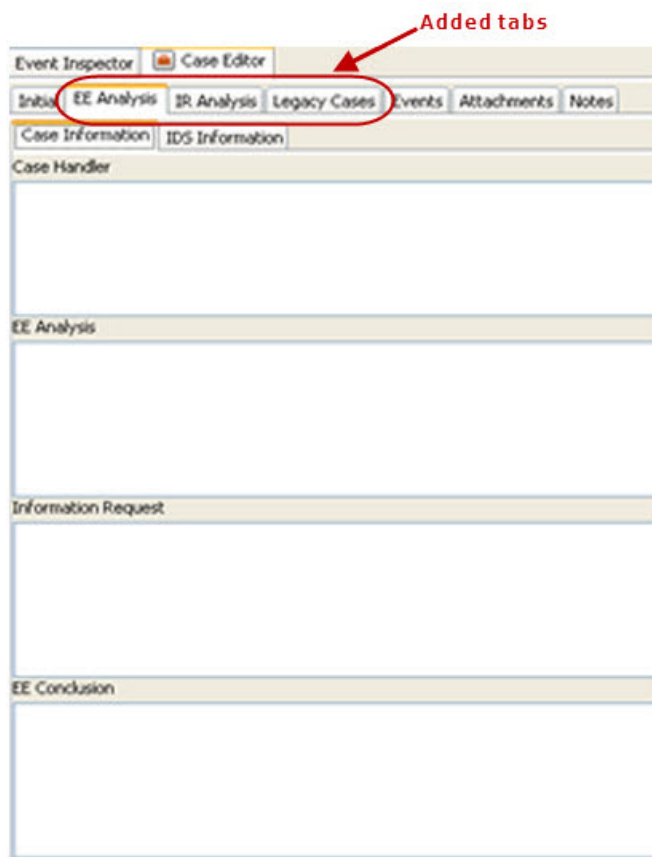 Added tabs
Event Inspector Case Editor
Initia EE Analysis IR Analysis Legacy Cases Events Attachments Notes
Case Information IDS Information
Case Handler
EE Analysis
Information Request
EE Conclusion